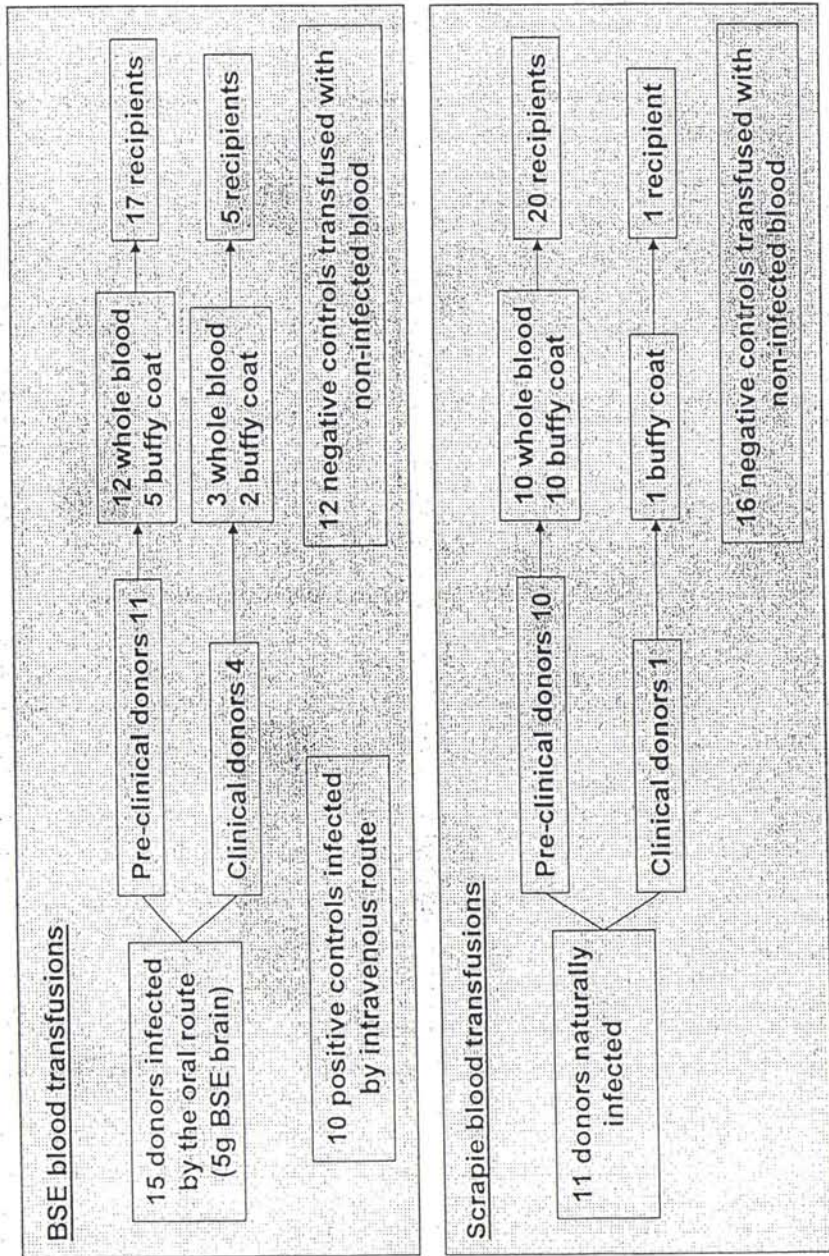 BSE blood transfusions
15 donors infected
by the oral route
(5g BSE brain)
Pre-clinical donors 11
12 whole blood
5 buffy coat
17 recipients
Clinical donors 4
3 whole blood
2 buffy coat
5 recipients
10 positive controls infected
by intravenous route
12 negative controls transfused with
non-infected blood
Scrapie blood transfusions
11 donors naturally
infected
Pre-clinical donors 10
10 whole blood
10 buffy coat
20 recipients
Clinical donors 1
1 buffy coat
1 recipient
16 negative controls transfused with
non-infected blood